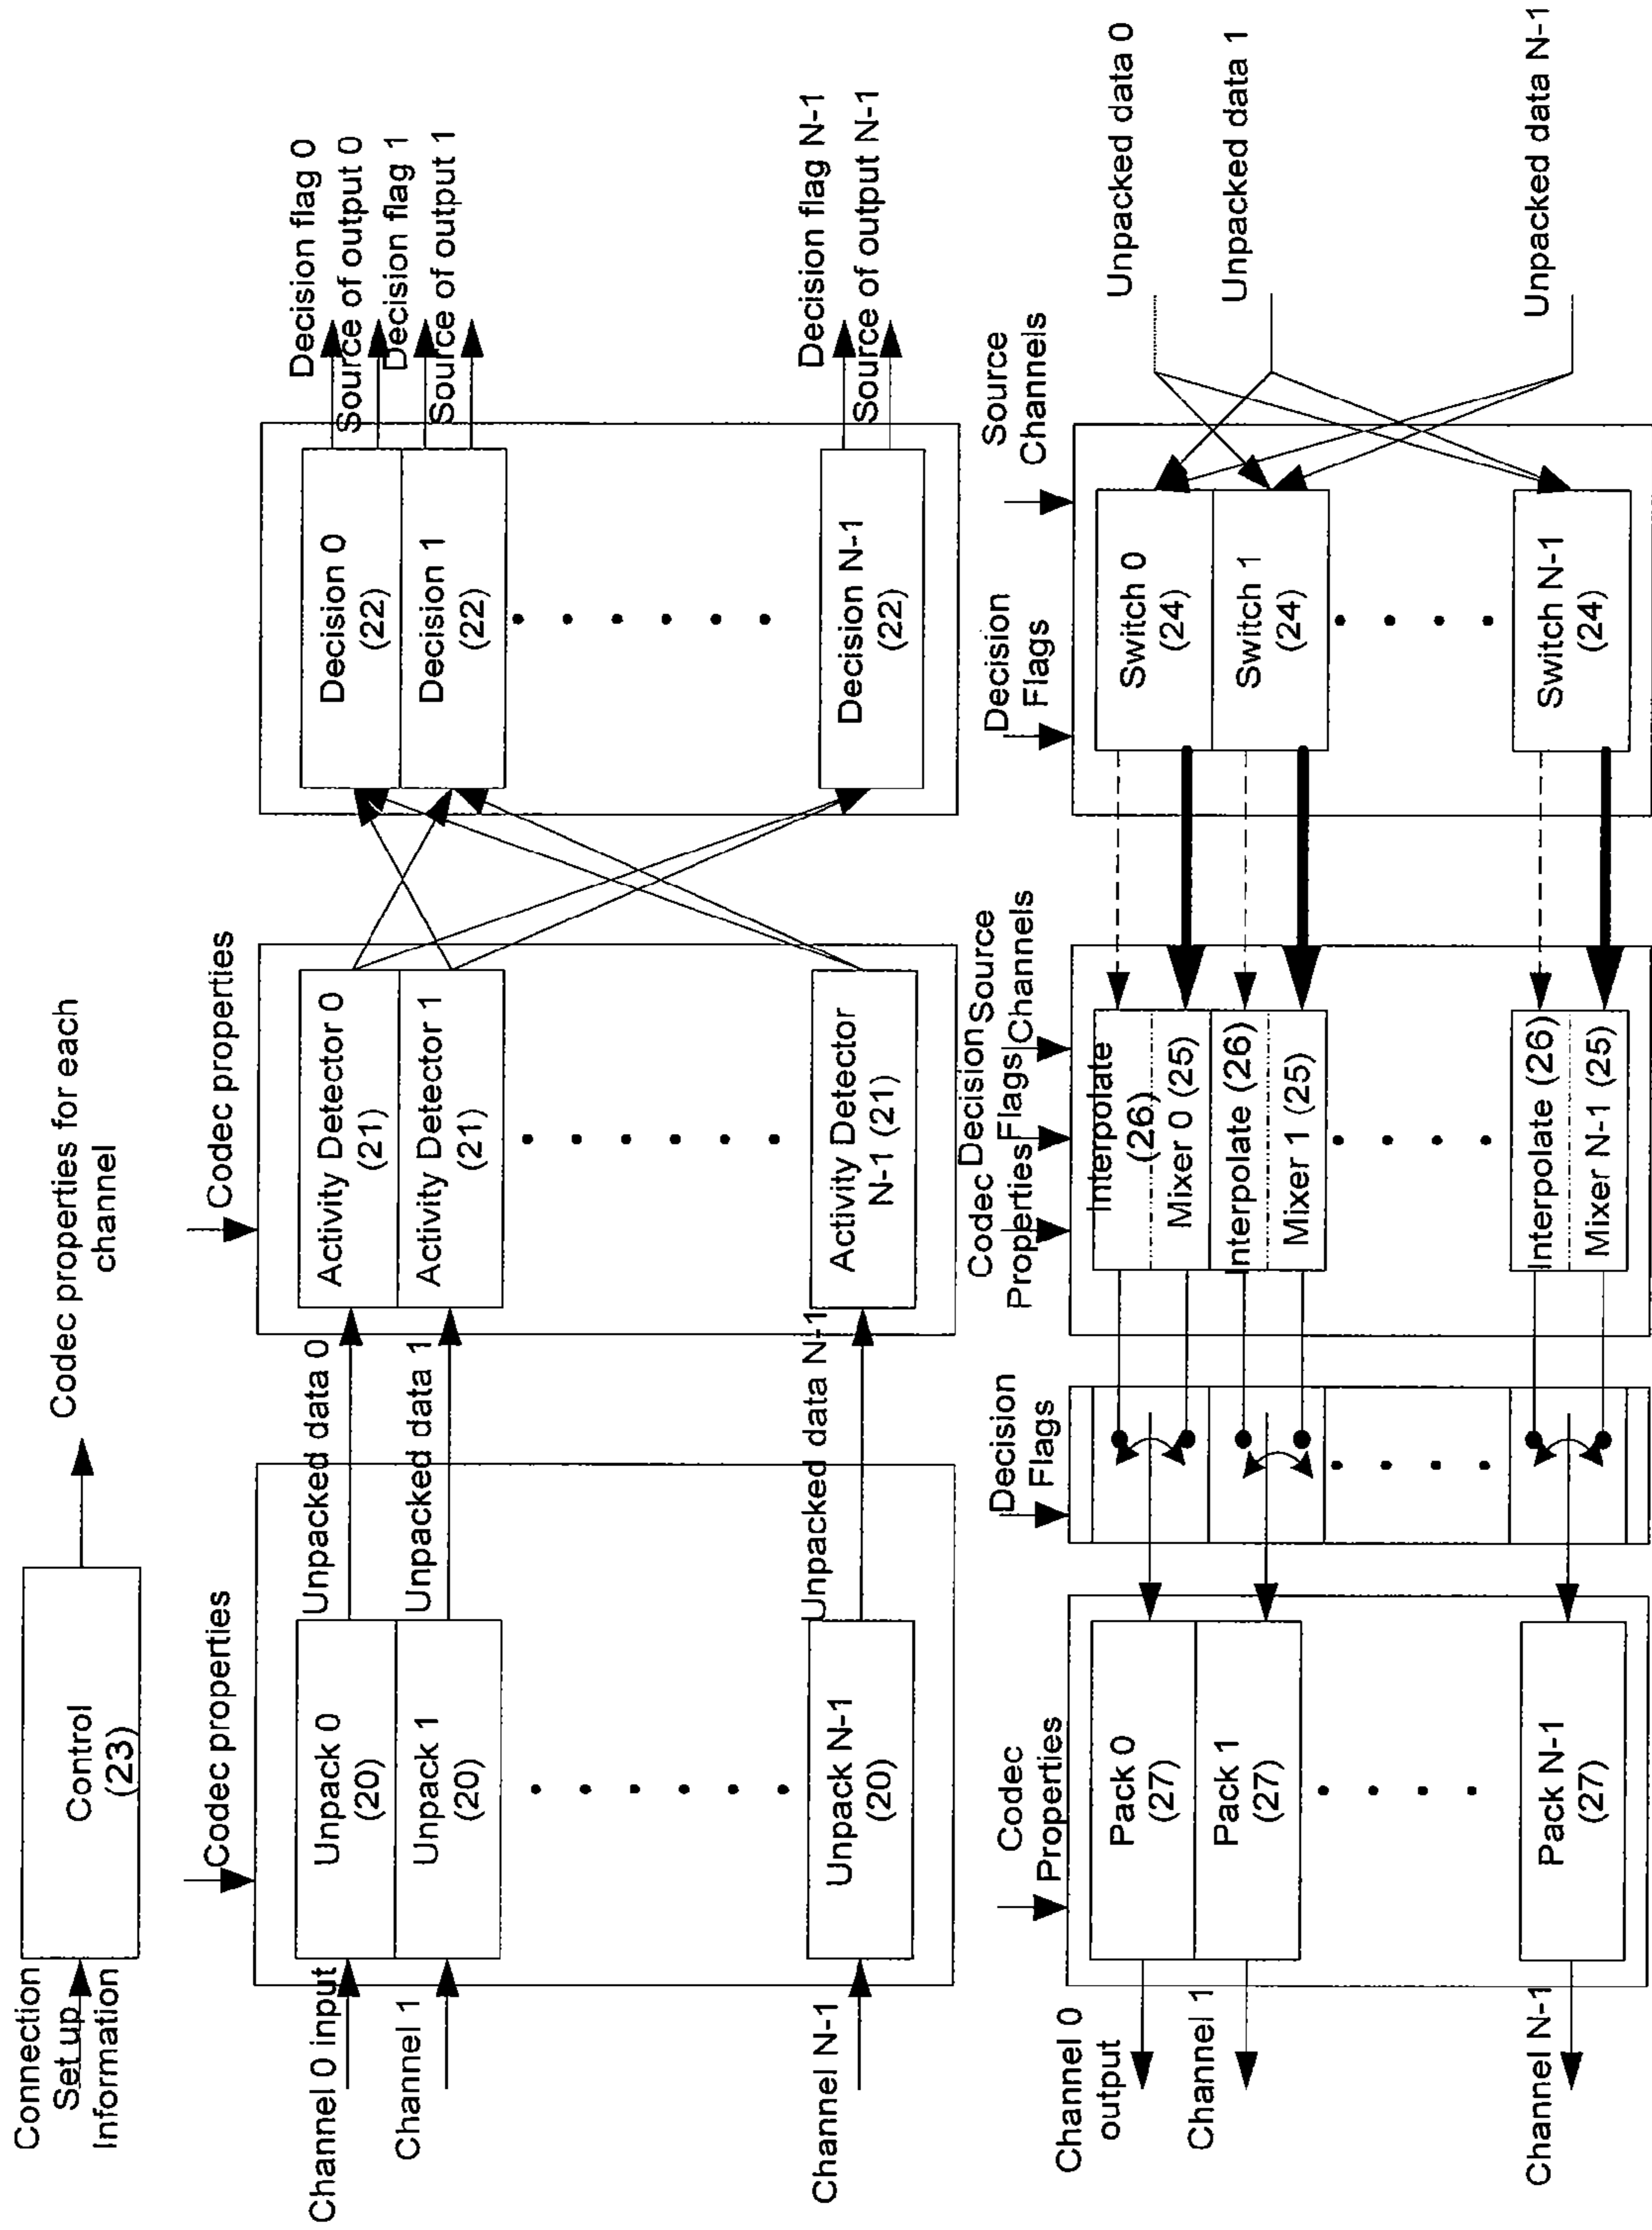 Connection
Set up
Information
Control
(23)
Codec properties for each
channel
Codec properties
Codec properties
Channel 0 input
Channel 1
Channel N-1
Unpack 0
(20)
Unpack 1
(20)
Unpack N-1
(20)
Unpacked data 0
Unpacked data 1
Unpacked data N-1
Activity Detector 0
(21)
Activity Detector 1
(21)
Activity Detector
N-1 (21)
Decision 0
(22)
Decision 1
(22)
Decision N-1
(22)
Decision flag 0
Source of output 0
Decision flag 1
Source of output 1
Decision flag N-1
Source of output N-1
Codec
Properties
Decision
Flags
Codec
Properties
Decision
Flags
Source
Channels
Decision
Flags
Source
Channels
Channel 0
output
Channel 1
Channel N-1
Pack 0
(27)
Pack 1
(27)
Pack N-1
(27)
Interpolate
(26)
Mixer 0 (25)
Interpolate (26)
Mixer 1 (25)
Interpolate (26)
Mixer N-1 (25)
Switch 0
(24)
Switch 1
(24)
Switch N-1
(24)
Unpacked data 0
Unpacked data 1
Unpacked data N-1